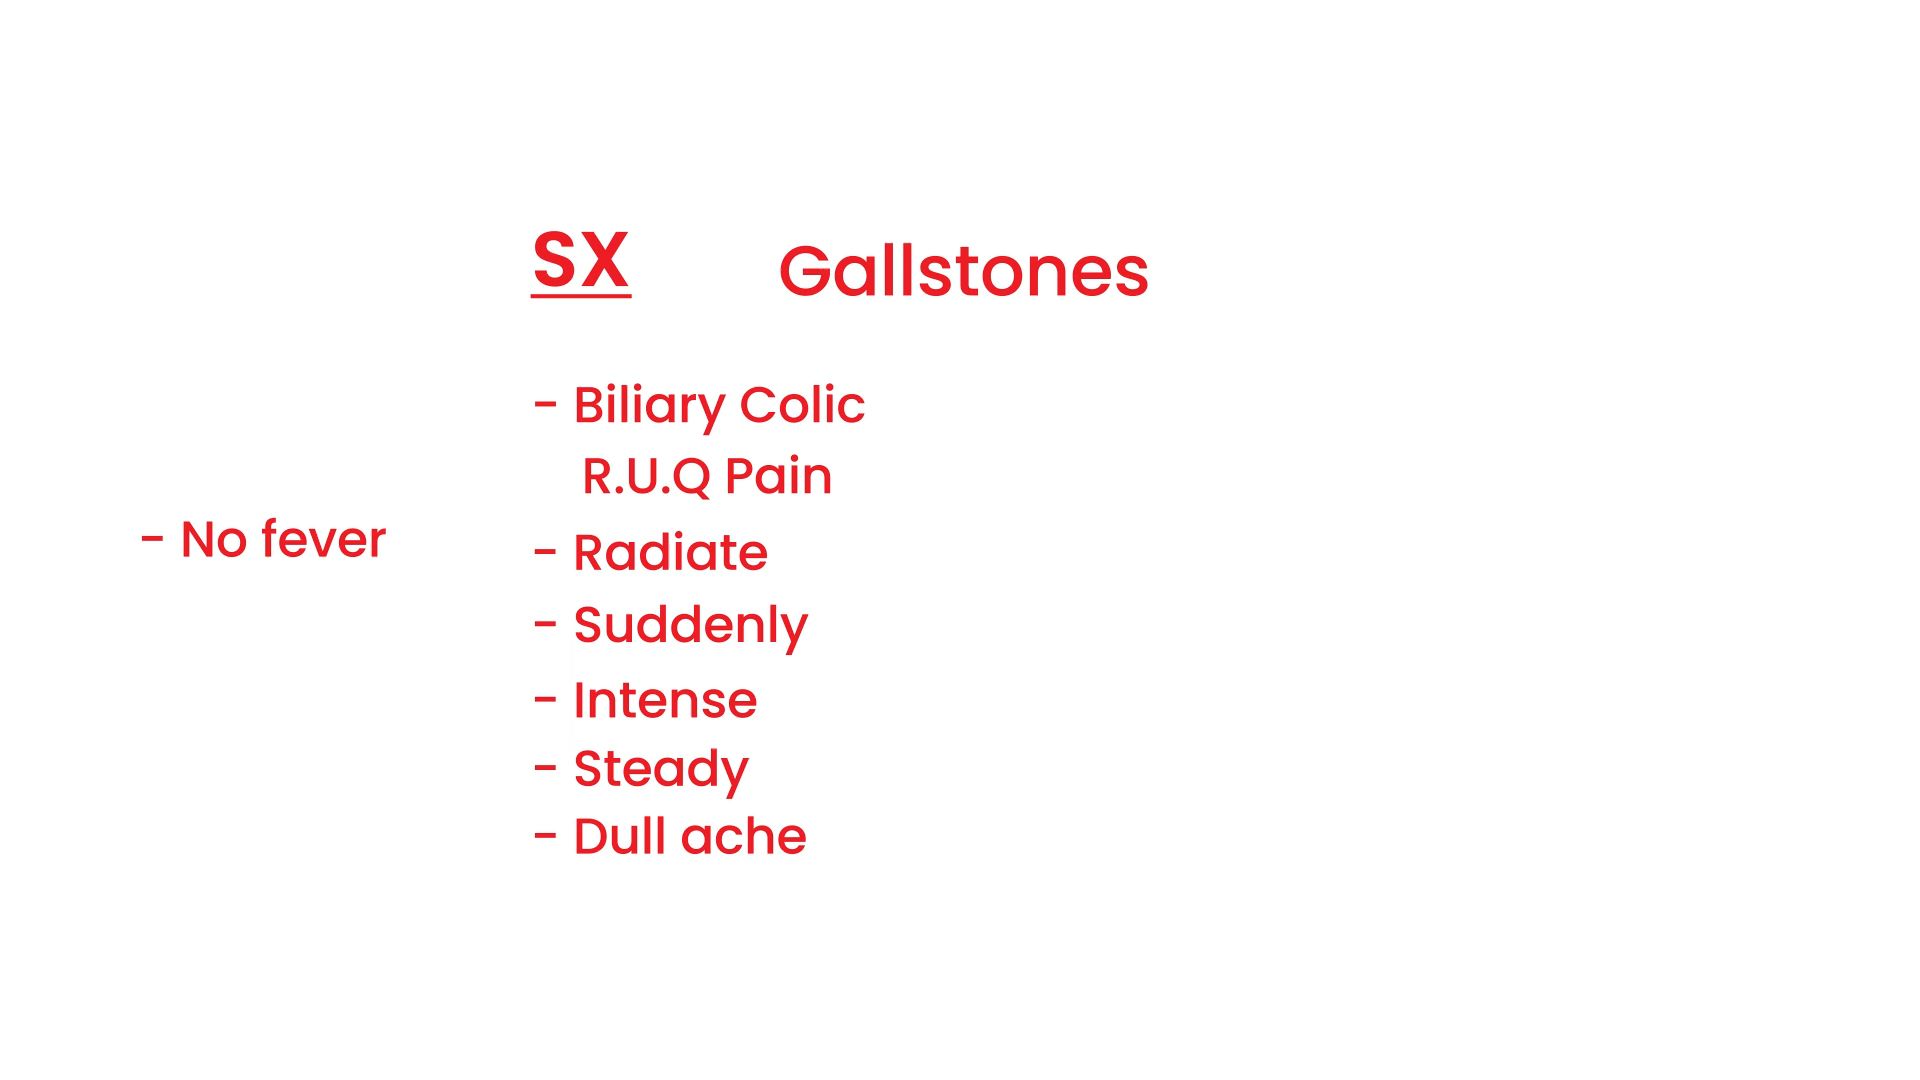 SX
Gallstones
- Biliary Colic
R.U.Q Pain
- No fever
- Radiate
- Suddenly
- Intense
- Steady
- Dull ache